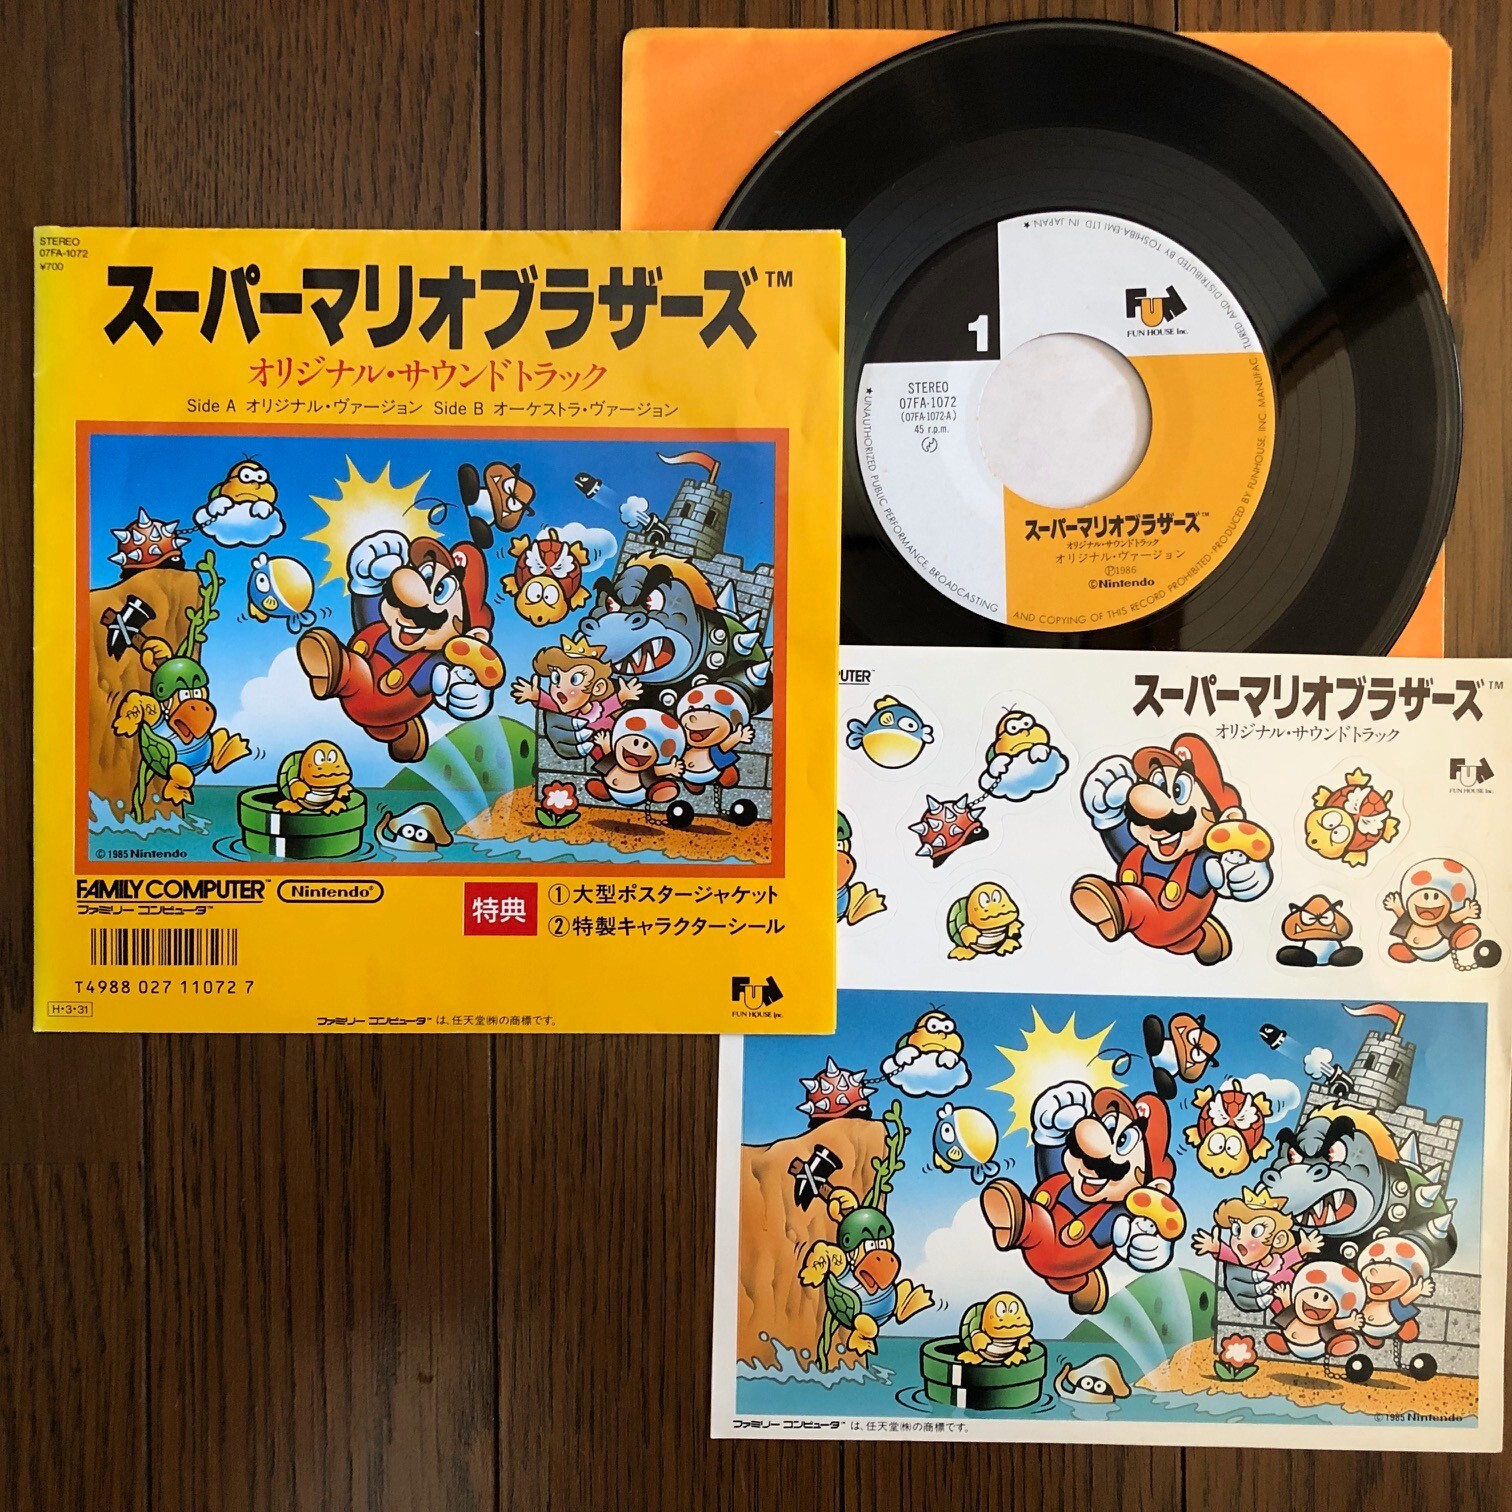 STEREO
07FA-1072
¥700
スーパーマリオブラザーズ™
オリジナル・サウンドトラック
Side A オリジナル・ヴァージョン Side B オーケストラ・ヴァージョン
© 1985 Nintendo
FAMILY COMPUTER™ Nintendo®
ファミリー コンピュータ™
特典
①大型ポスタージャケット
②特製キャラクターシール
T4988 027 11072 7
H・3・31
FUN
FUN HOUSE Inc.
ファミリー コンピュータ™ は、任天堂㈱の商標です。
FUN
FUN HOUSE Inc.
1
STEREO
07FA-1072
(07FA-1072-A)
45 r.p.m.
スーパーマリオブラザーズ™
オリジナル・サウンドトラック
オリジナル・ヴァージョン
Ⓟ1986
©Nintendo
★UNAUTHORIZED PUBLIC PERFORMANCE, BROADCASTING AND COPYING OF THIS RECORD PROHIBITED・PRODUCED BY FUNHOUSE INC. MANUFACTURED AND DISTRIBUTED BY TOSHIBA-EMI LTD. IN JAPAN.★
PUTER™
スーパーマリオブラザーズ™
オリジナル・サウンドトラック
FUN
FUN HOUSE Inc.
M
M
© 1985 Nintendo
ファミリー コンピュータ™ は、任天堂㈱の商標です。